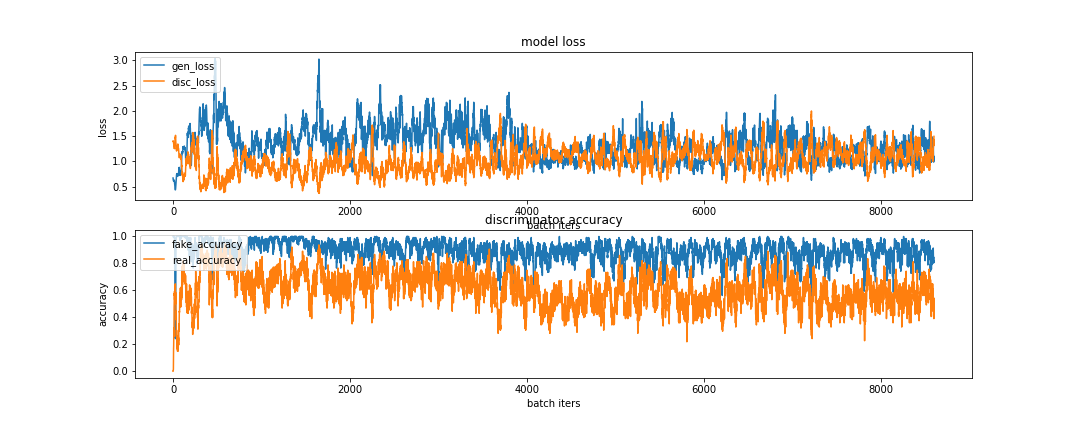 model loss
3.0
2.5
2.0
1.5
1.0
0.5
loss
gen_loss
disc_loss
0 2000 4000 6000 8000
batch iters
discriminator accuracy
1.0
0.8
0.6
0.4
0.2
0.0
accuracy
fake_accuracy
real_accuracy
0 2000 4000 6000 8000
batch iters